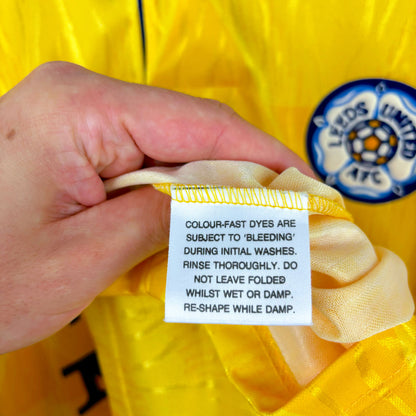 LEEDS UNITED
AFC
COLOUR-FAST DYES ARE
SUBJECT TO 'BLEEDING'
DURING INITIAL WASHES.
RINSE THOROUGHLY. DO
NOT LEAVE FOLDED
WHILST WET OR DAMP.
RE-SHAPE WHILE DAMP.